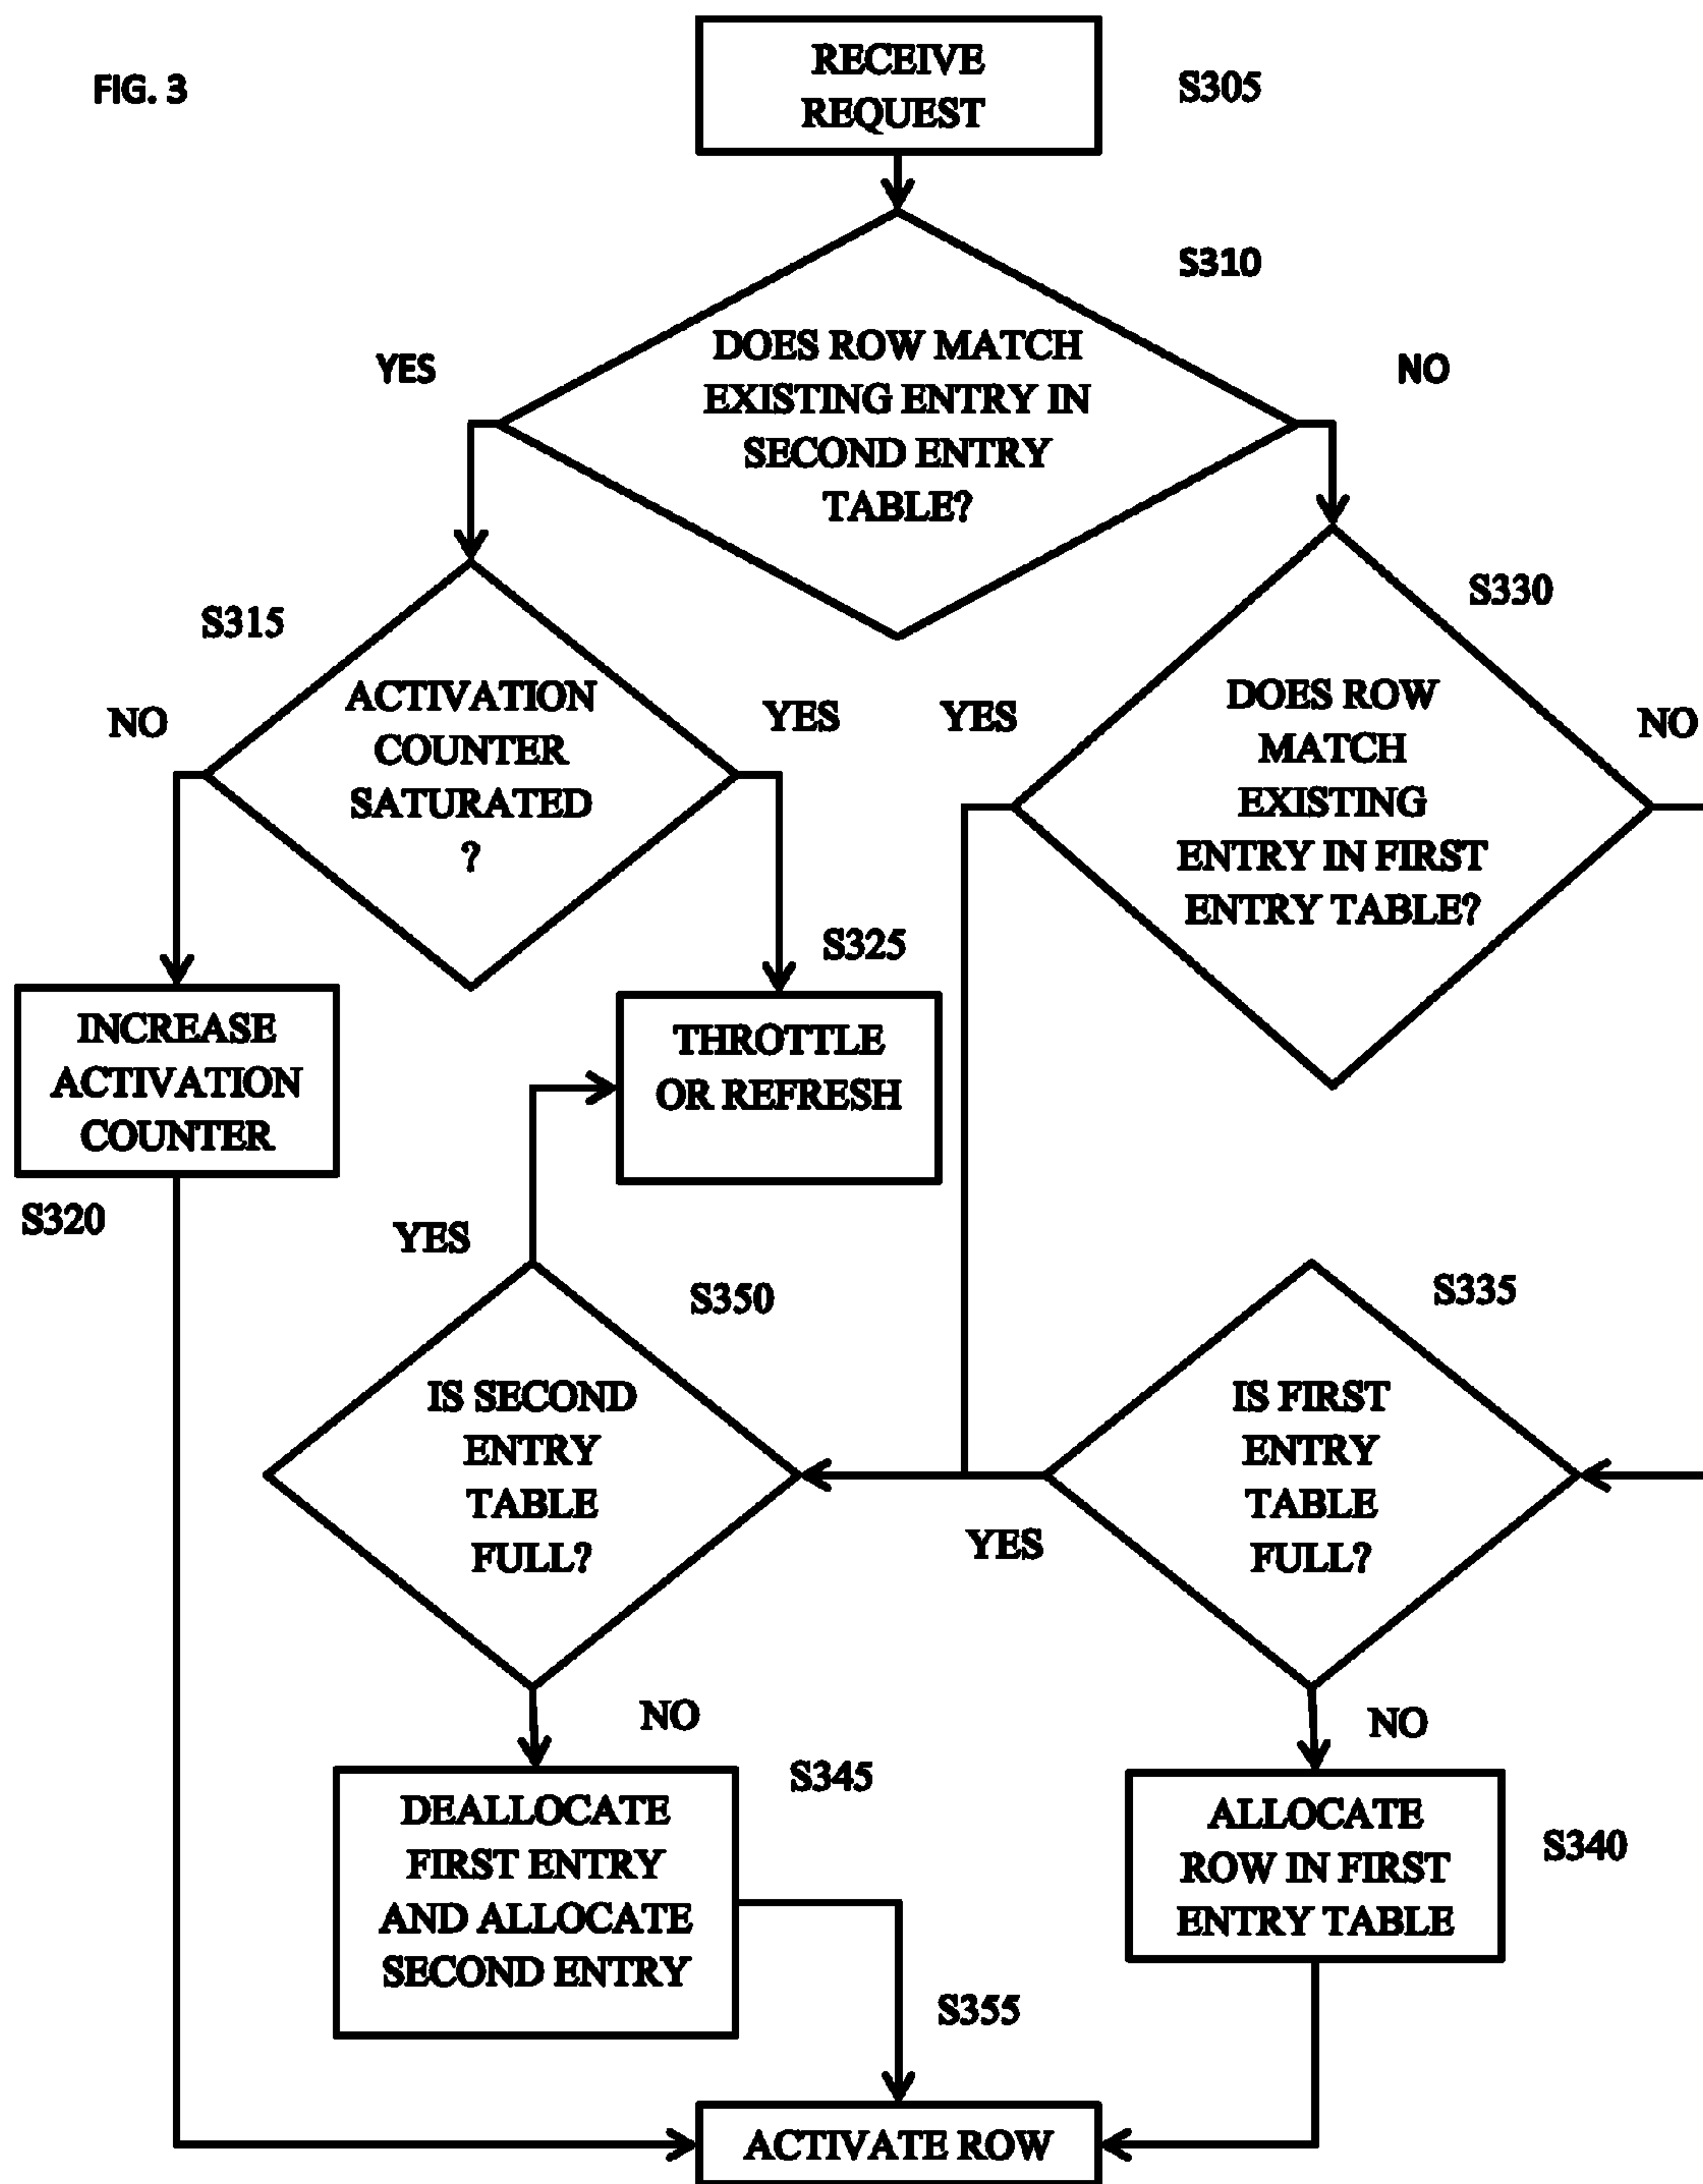 FIG. 3
RECEIVE
REQUEST
S305
S310
DOES ROW MATCH
EXISTING ENTRY IN
SECOND ENTRY
TABLE?
YES
NO
S315
ACTIVATION
COUNTER
SATURATED
?
NO
YES
S330
DOES ROW
MATCH
EXISTING
ENTRY IN FIRST
ENTRY TABLE?
YES
NO
INCREASE
ACTIVATION
COUNTER
S320
S325
THROTTLE
OR REFRESH
YES
S350
IS SECOND
ENTRY
TABLE
FULL?
NO
S335
IS FIRST
ENTRY
TABLE
FULL?
YES
NO
S345
DEALLOCATE
FIRST ENTRY
AND ALLOCATE
SECOND ENTRY
ALLOCATE
ROW IN FIRST
ENTRY TABLE
S340
S355
ACTIVATE ROW